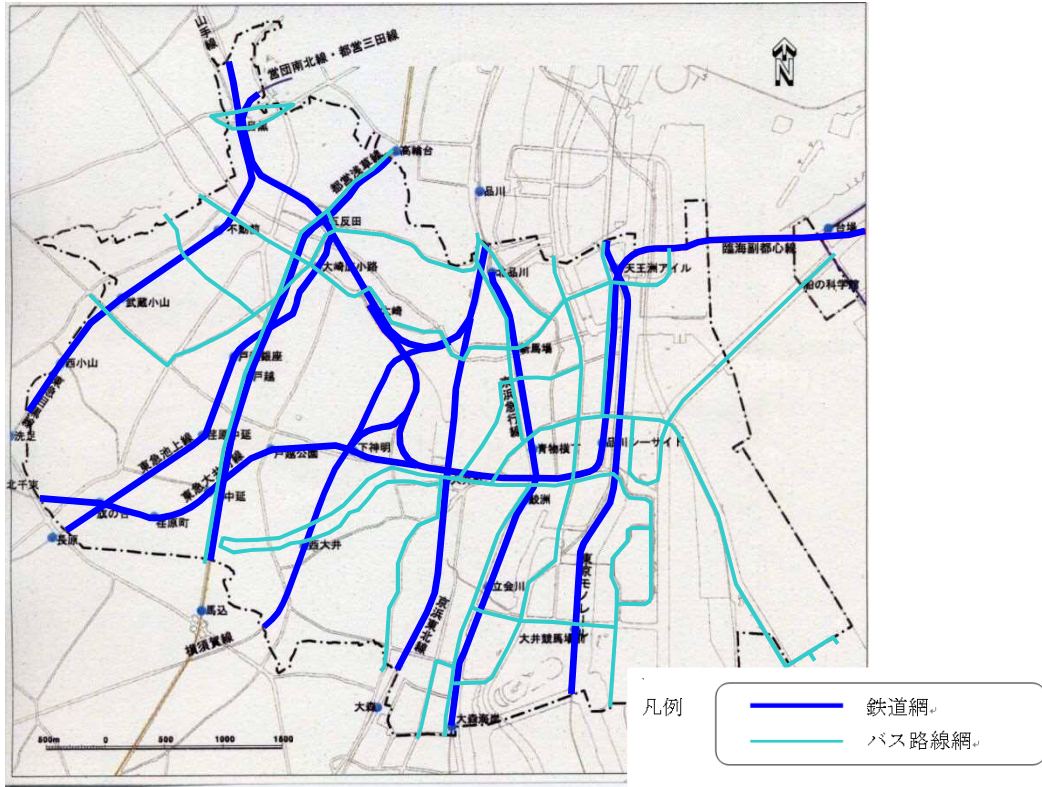 山手線
営団南北線・都営三田線
N
目黒
都営浅草線
高輪台
品川
五反田
不動前
台場
臨海副都心線
大崎広小路
北品川
天王洲アイル
船の科学館
武蔵小山
大崎
新馬場
戸越銀座
西小山
戸越
京浜急行線
洗足
東急池上線
荏原中延
東急大井町線
戸越公園
下神明
青物横丁
品川シーサイド
北千束
中延
旗の台
荏原町
鮫洲
長原
西大井
立会川
東京モノレール
馬込
横須賀線
京浜東北線
大井競馬場前
大森
大森海岸
500m 0 500 1000 1500
凡例
鉄道網
バス路線網